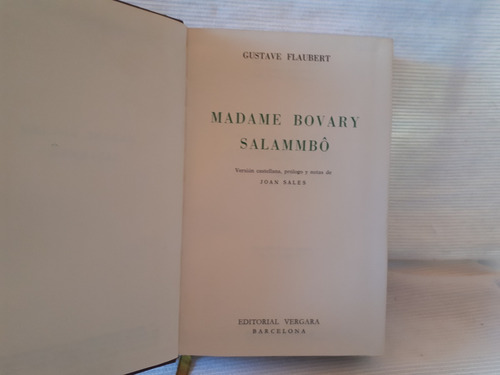 GUSTAVE FLAUBERT
MADAME BOVARY
SALAMMBÔ
Versión castellana, prólogo y notas de
JOAN SALES
EDITORIAL VERGARA
BARCELONA